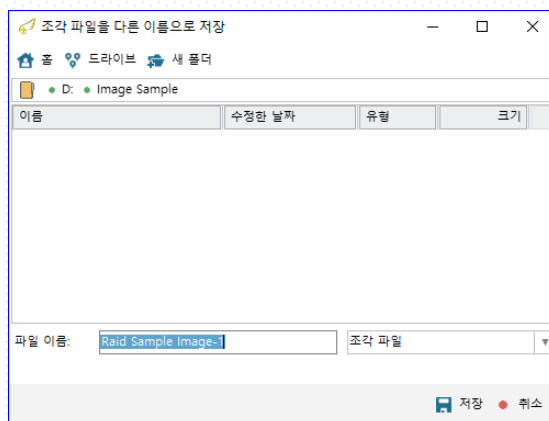 조각 파일을 다른 이름으로 저장
홈 드라이브 새 폴더
D: Image Sample
이름 수정한 날짜 유형 크기
파일 이름: Raid Sample Image-1 조각 파일
저장 취소